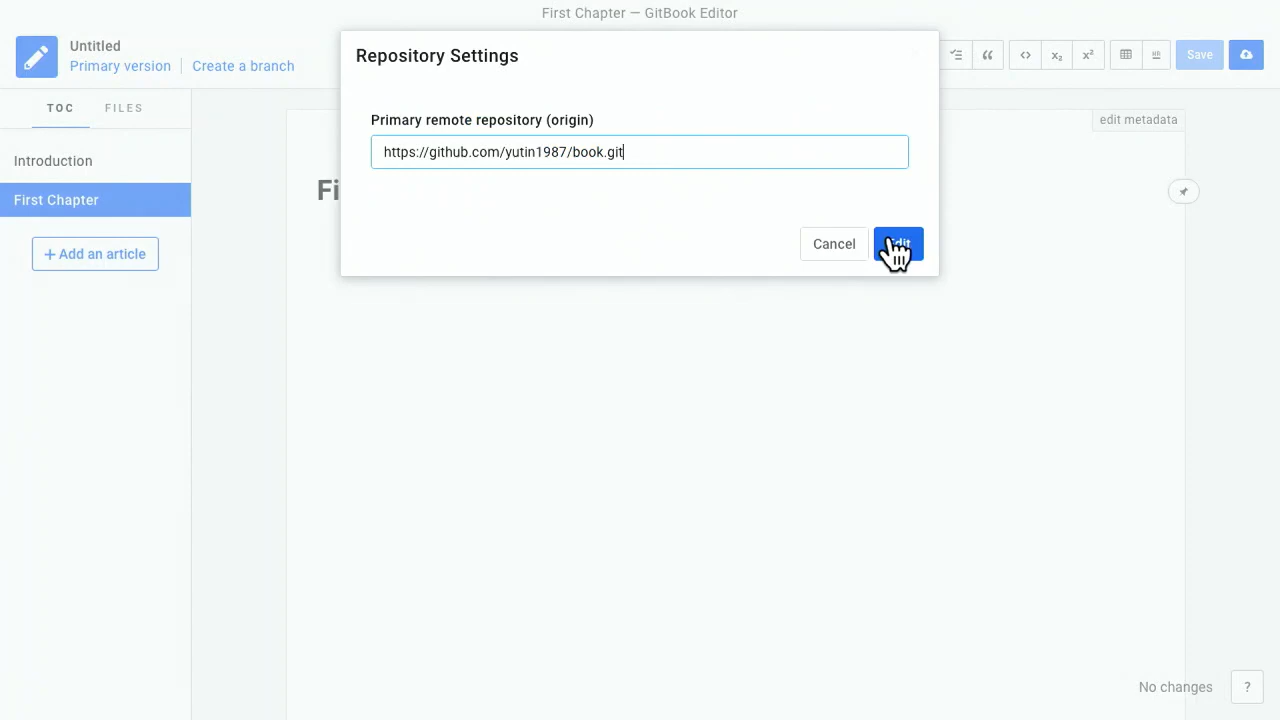 First Chapter — GitBook Editor
Untitled
Primary version
Create a branch
Save
TOC
FILES
Introduction
First Chapter
+ Add an article
edit metadata
Fi
Repository Settings
Primary remote repository (origin)
https://github.com/yutin1987/book.git
Cancel
No changes
?